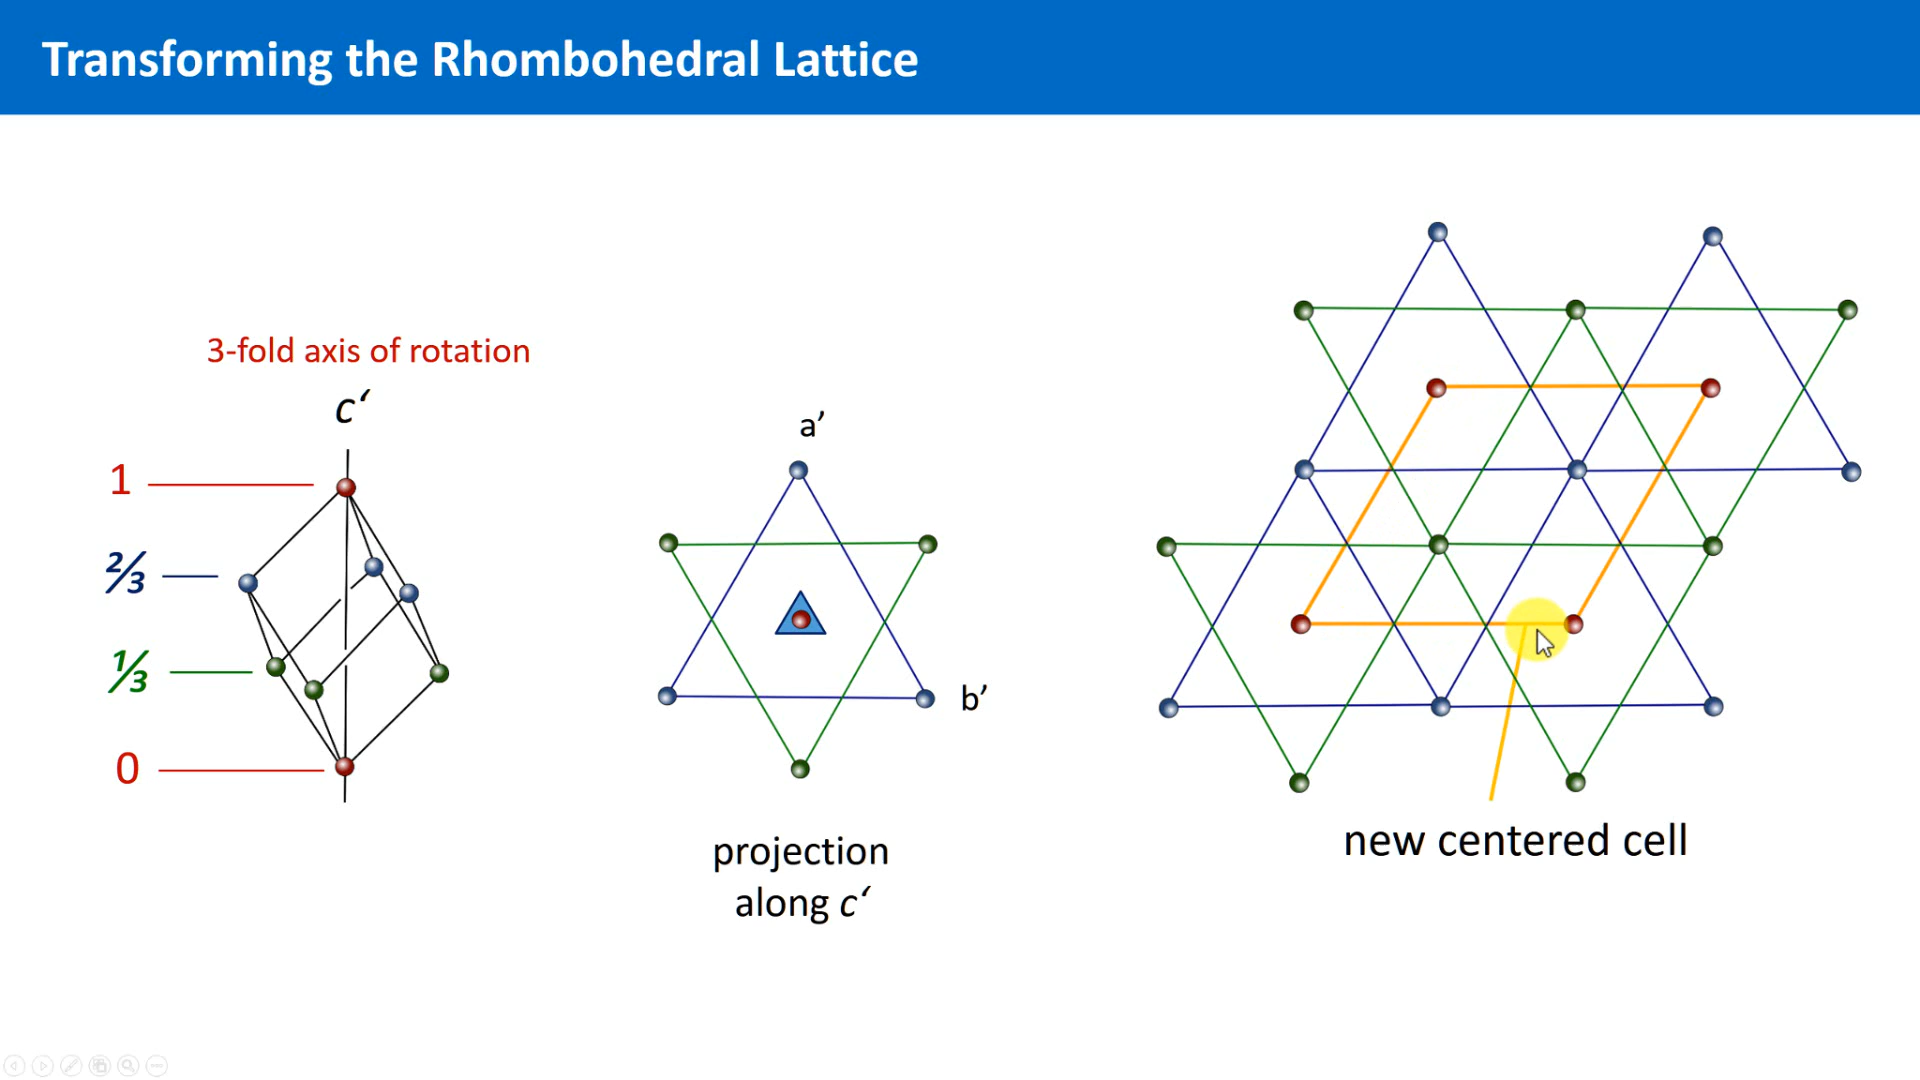 Transforming the Rhombohedral Lattice
3-fold axis of rotation
c‘
1
⅔
⅓
0
a’
b’
projection
along c‘
new centered cell